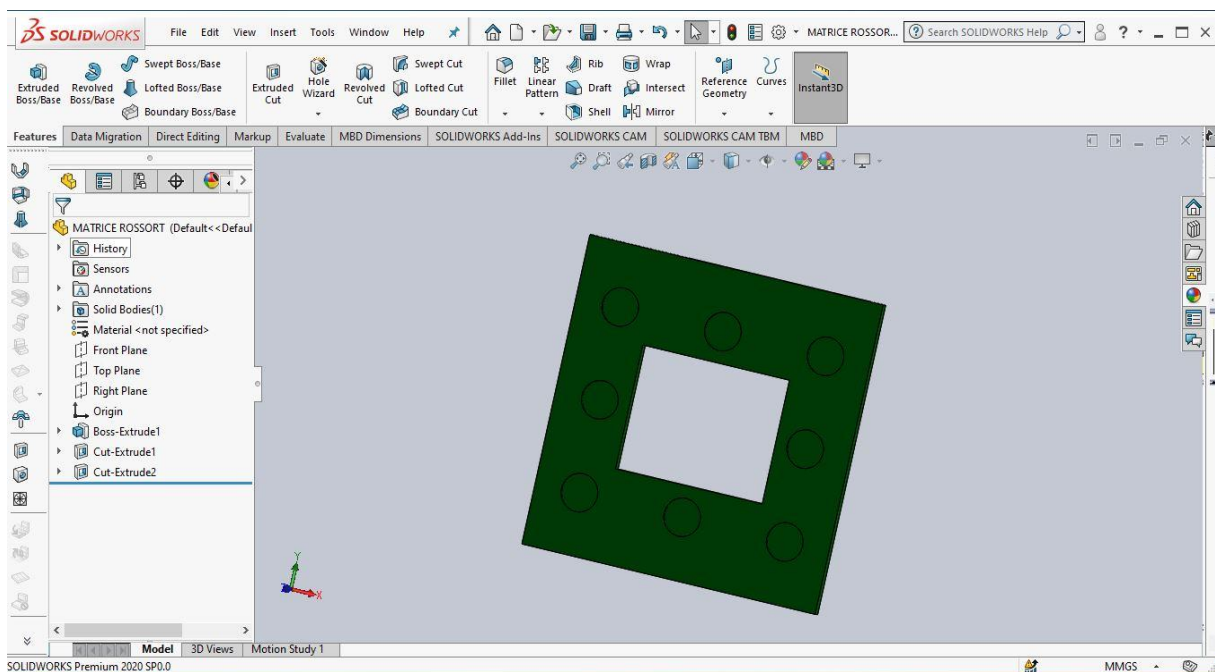 SOLIDWORKS File Edit View Insert Tools Window Help MATRICE ROSSOR... Search SOLIDWORKS Help ?
Extruded Boss/Base
Revolved Boss/Base
Swept Boss/Base
Lofted Boss/Base
Boundary Boss/Base
Extruded Cut
Hole Wizard
Revolved Cut
Swept Cut
Lofted Cut
Boundary Cut
Fillet
Linear Pattern
Rib
Draft
Shell
Wrap
Intersect
Mirror
Reference Geometry
Curves
Instant3D
Features Data Migration Direct Editing Markup Evaluate MBD Dimensions SOLIDWORKS Add-Ins SOLIDWORKS CAM SOLIDWORKS CAM TBM MBD
MATRICE ROSSORT (Default<<Defaul
History
Sensors
A Annotations
Solid Bodies(1)
Material <not specified>
Front Plane
Top Plane
Right Plane
Origin
Boss-Extrude1
Cut-Extrude1
Cut-Extrude2
Y
X
Model 3D Views Motion Study 1
SOLIDWORKS Premium 2020 SP0.0 MMGS